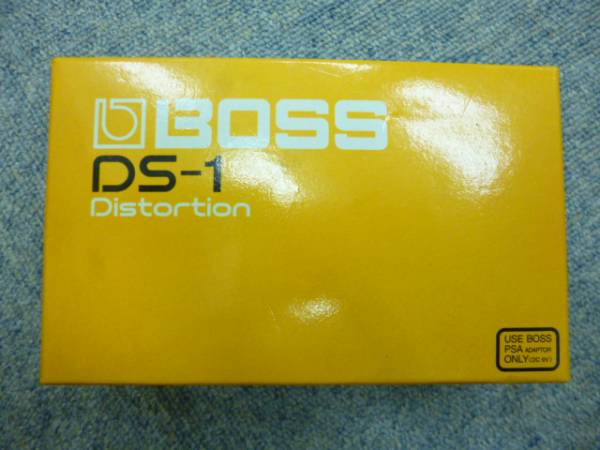 BOSS
DS-1
Distortion
USE BOSS
PSA ADAPTOR
ONLY (DC 9V)